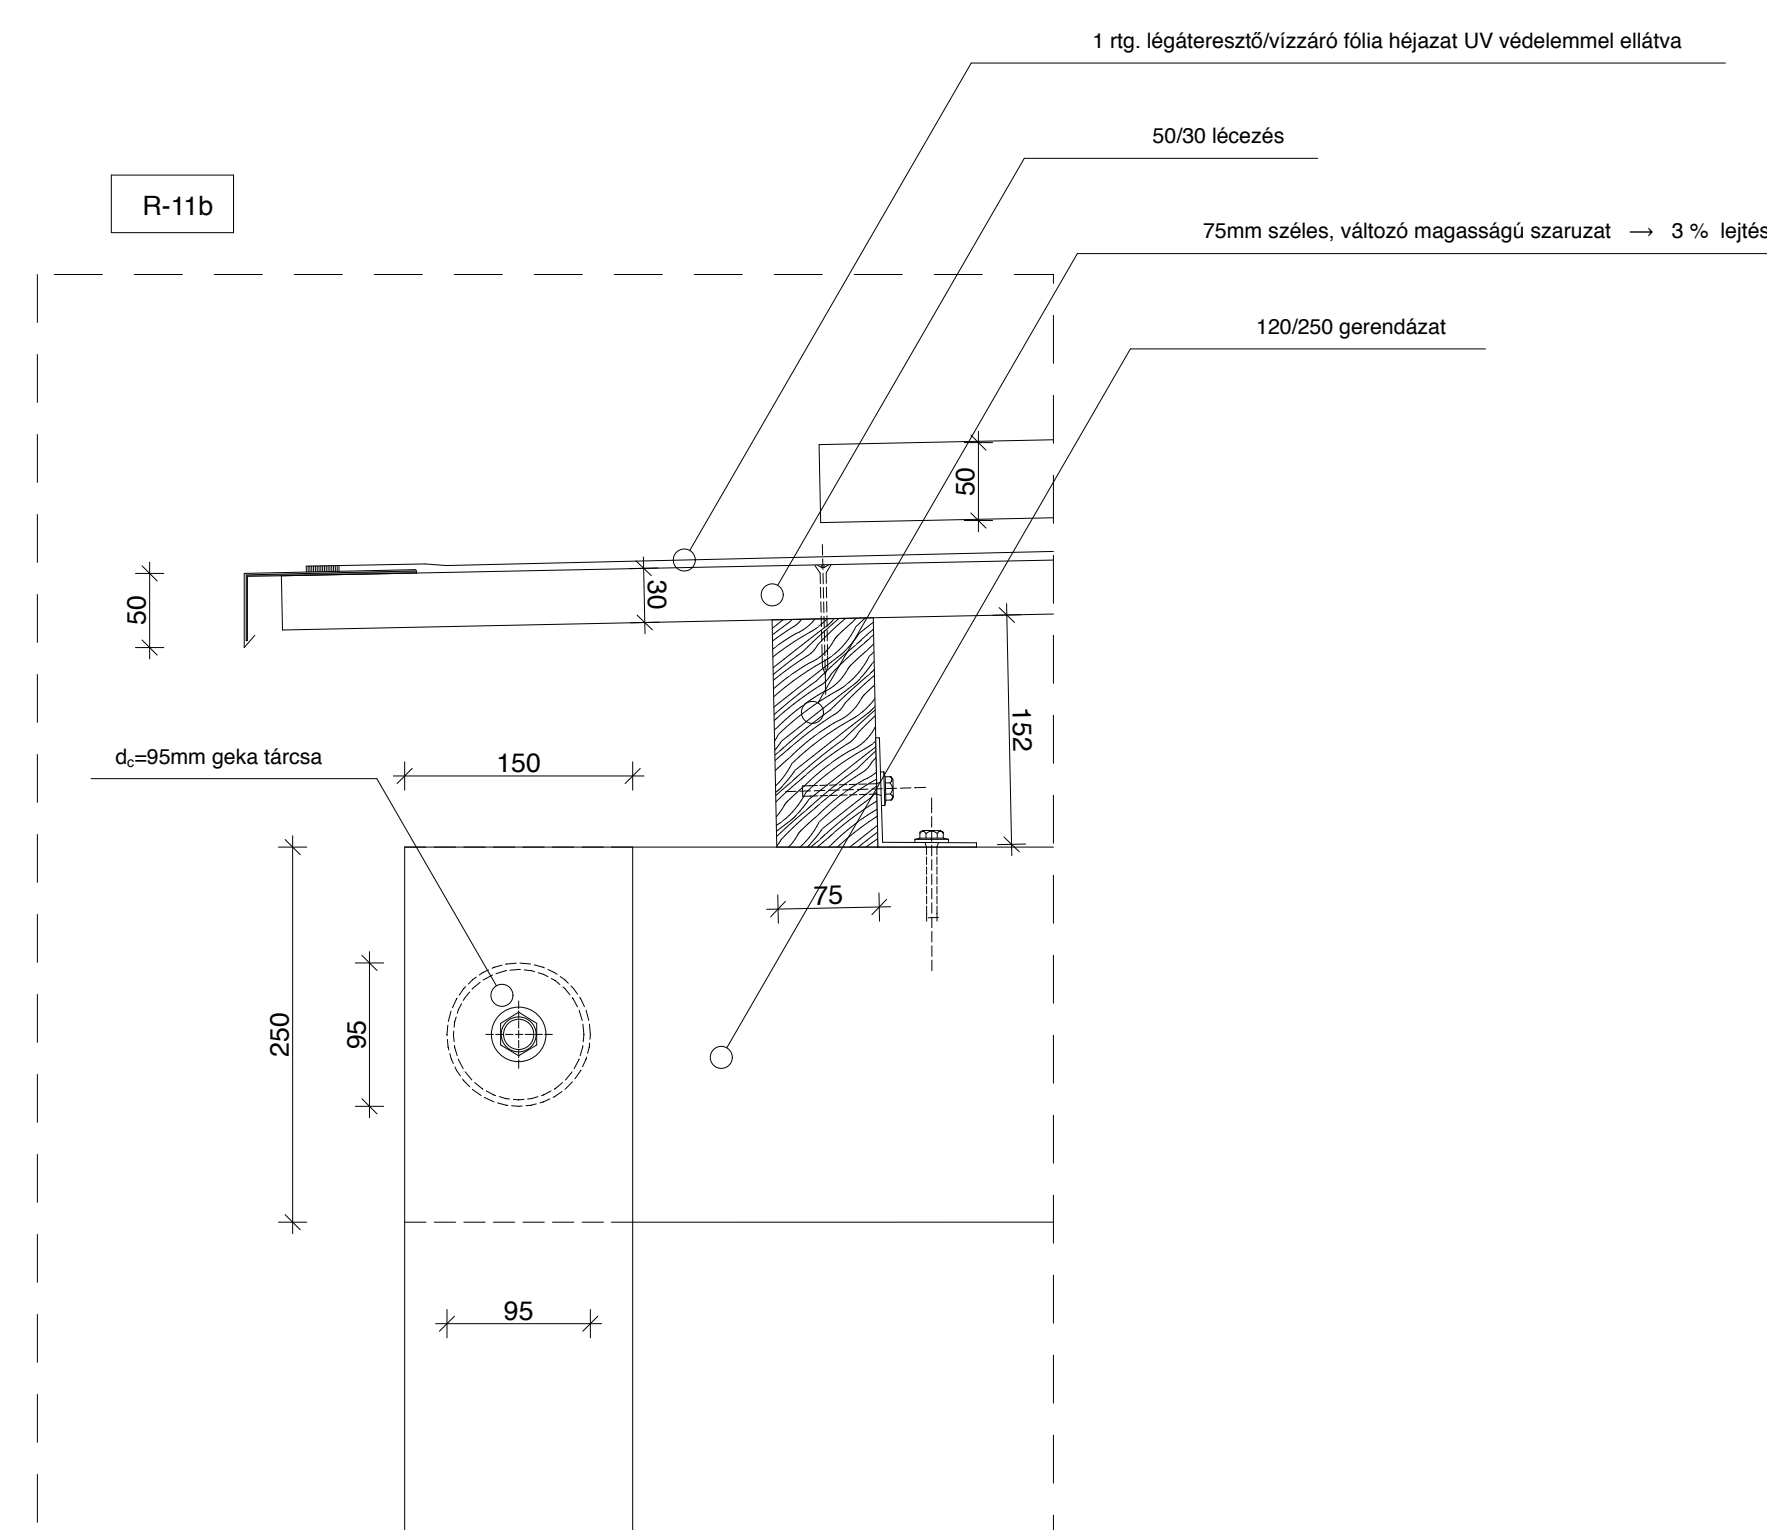 1 rtg. légáteresztő/vízzáró fólia héjazat UV védelemmel ellátva
50/30 lécezés
R-11b
75mm széles, változó magasságú szaruzat → 3 % lejtés
120/250 gerendázat
50
50
30
152
d_c=95mm geka tárcsa
150
75
250
95
95